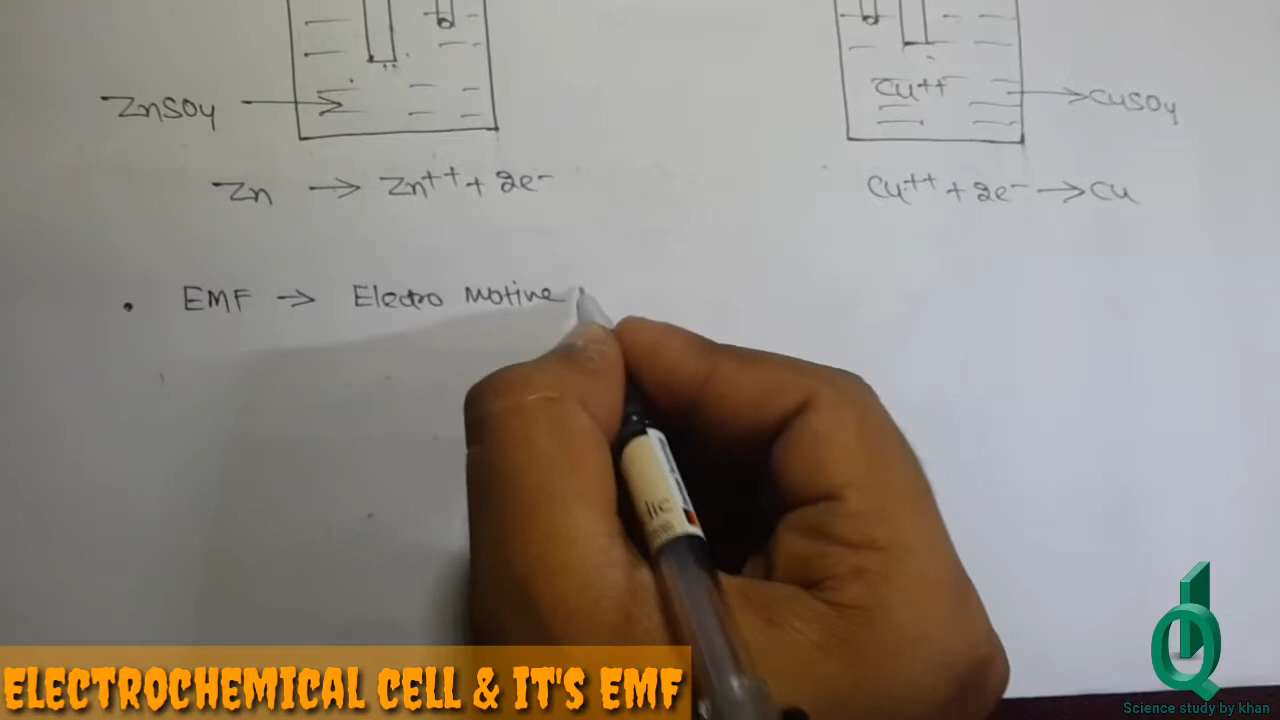 Cu++
ZnSO4
CuSO4
Zn → Zn++ + 2e-
Cu++ + 2e- → Cu
• EMF → Electro Motive
lie
ELECTROCHEMICAL CELL & IT'S EMF
Science study by khan